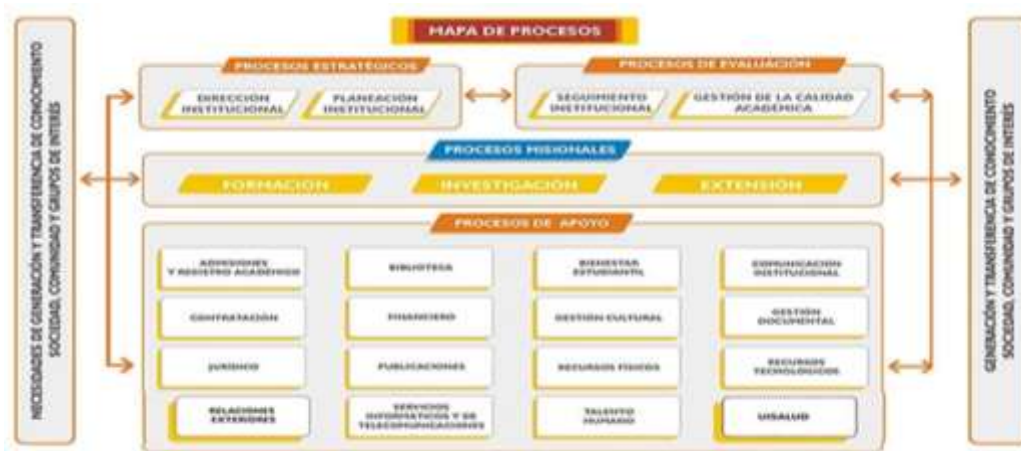 MAPA DE PROCESOS
PROCESOS ESTRATÉGICOS
DIRECCIÓN
INSTITUCIONAL
PLANEACIÓN
INSTITUCIONAL
PROCESOS DE EVALUACIÓN
SEGUIMIENTO
INSTITUCIONAL
GESTIÓN DE LA CALIDAD
ACADÉMICA
NECESIDADES DE GENERACIÓN Y TRANSFERENCIA DE CONOCIMIENTO
SOCIEDAD, COMUNIDAD Y GRUPOS DE INTERÉS
PROCESOS MISIONALES
FORMACIÓN
INVESTIGACIÓN
EXTENSIÓN
PROCESOS DE APOYO
ADMISIONES
Y REGISTRO ACADÉMICO
BIBLIOTECA
BIENESTAR
ESTUDIANTIL
COMUNICACIÓN
INSTITUCIONAL
CONTRATACIÓN
FINANCIERO
GESTIÓN CULTURAL
GESTIÓN
DOCUMENTAL
JURÍDICO
PUBLICACIONES
RECURSOS FÍSICOS
RECURSOS
TECNOLÓGICOS
RELACIONES
EXTERIORES
SERVICIOS
INFORMÁTICOS Y DE
TELECOMUNICACIONES
TALENTO
HUMANO
UISALUD
GENERACIÓN Y TRANSFERENCIA DE CONOCIMIENTO
SOCIEDAD, COMUNIDAD Y GRUPOS DE INTERÉS